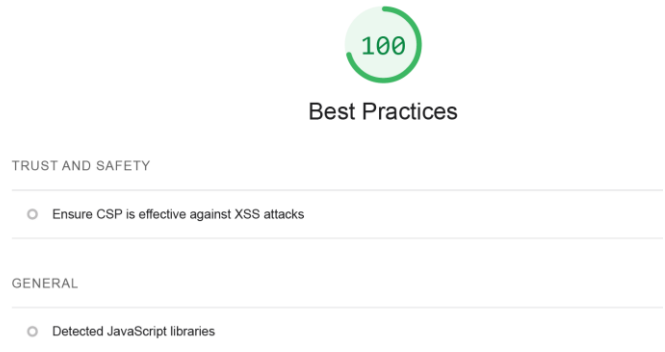 100
Best Practices
TRUST AND SAFETY
Ensure CSP is effective against XSS attacks
GENERAL
Detected JavaScript libraries